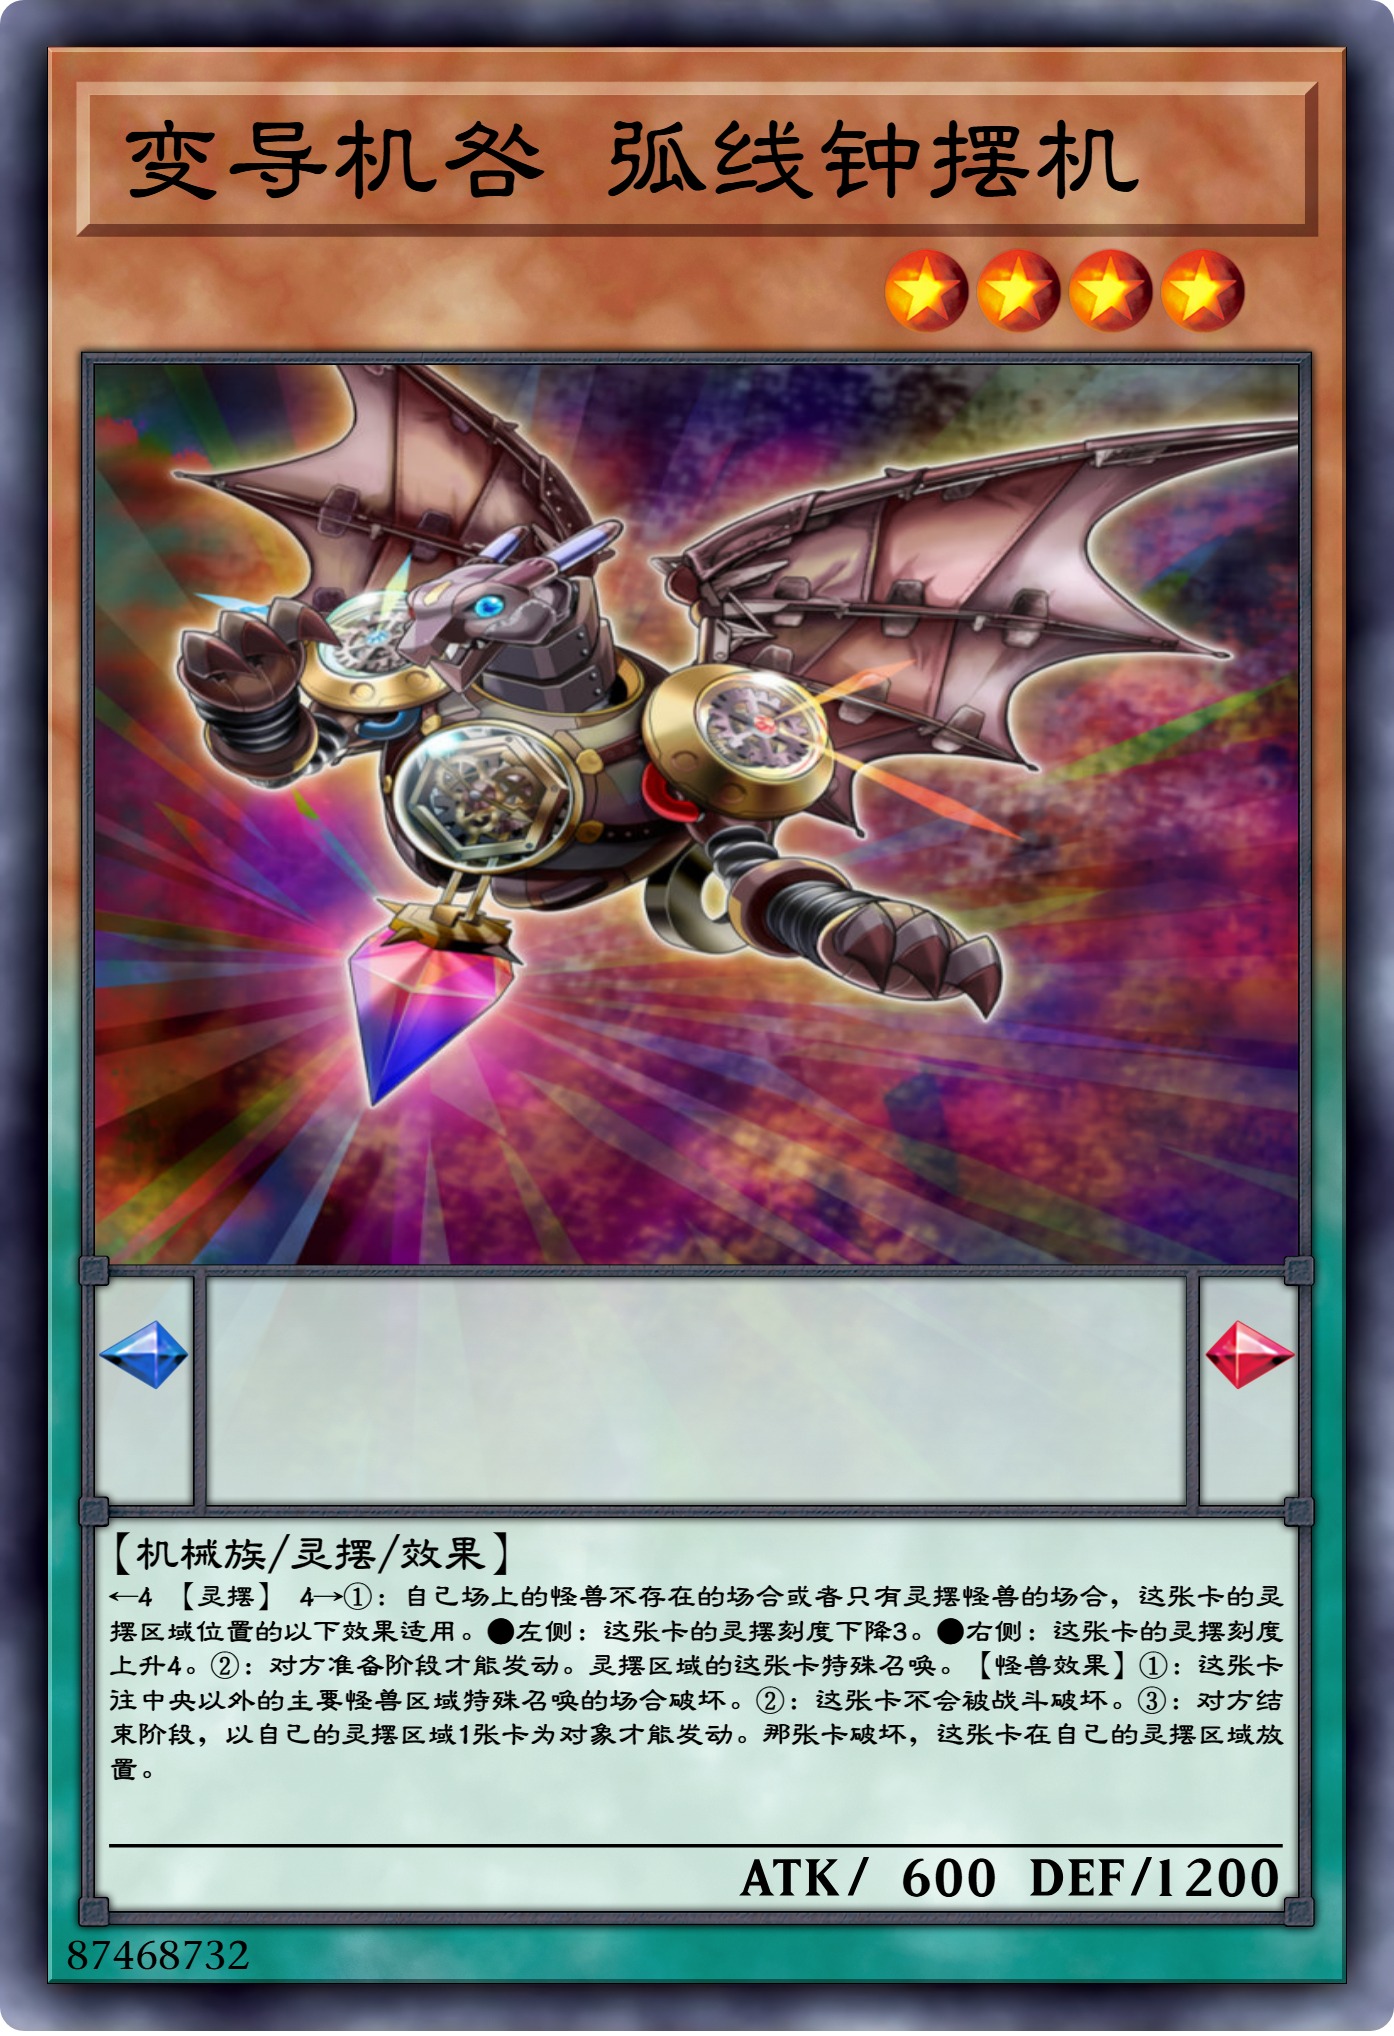 变导机咎 弧线钟摆机
【机械族/灵摆/效果】
←4 【灵摆】 4→①：自己场上的怪兽不存在的场合或者只有灵摆怪兽的场合，这张卡的灵
摆区域位置的以下效果适用。●左侧：这张卡的灵摆刻度下降3。●右侧：这张卡的灵摆刻度
上升4。②：对方准备阶段才能发动。灵摆区域的这张卡特殊召唤。【怪兽效果】①：这张卡
往中央以外的主要怪兽区域特殊召唤的场合破坏。②：这张卡不会被战斗破坏。③：对方结
束阶段，以自己的灵摆区域1张卡为对象才能发动。那张卡破坏，这张卡在自己的灵摆区域放
置。
ATK/ 600 DEF/1200
87468732